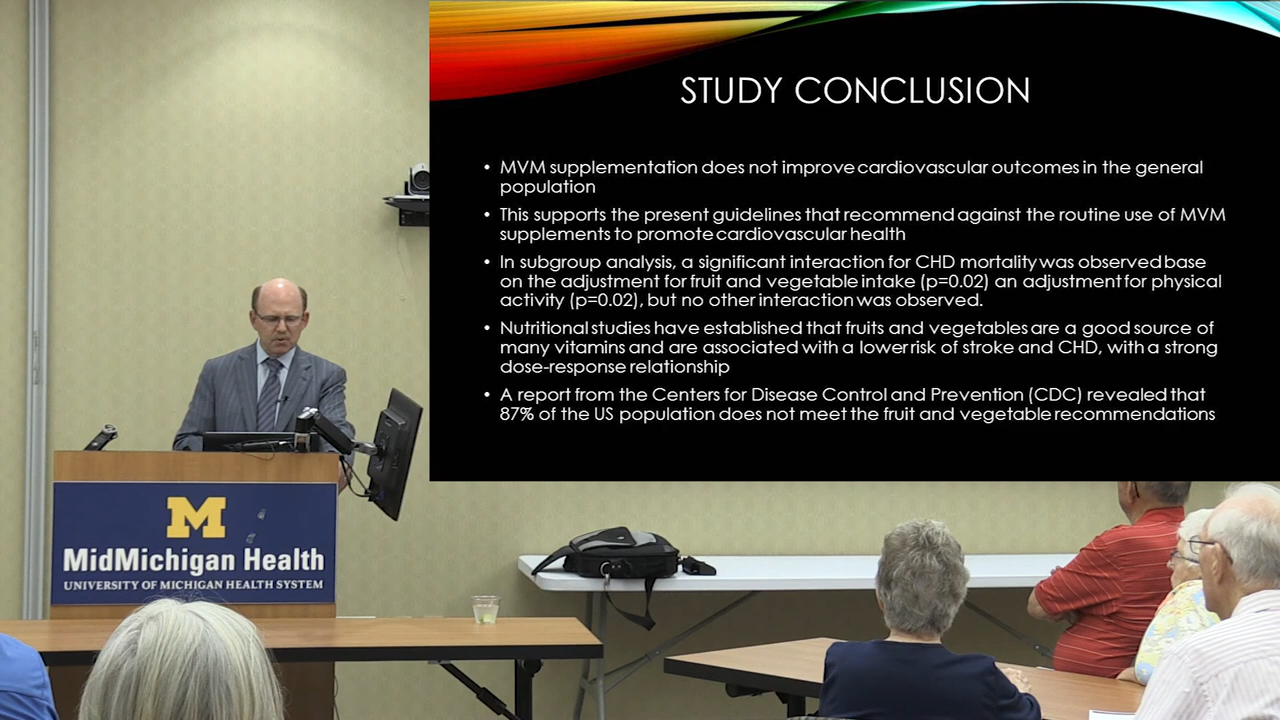 STUDY CONCLUSION
• MVM supplementation does not improve cardiovascular outcomes in the general
population
• This supports the present guidelines that recommend against the routine use of MVM
supplements to promote cardiovascular health
• In subgroup analysis, a significant interaction for CHD mortality was observed base
on the adjustment for fruit and vegetable intake (p=0.02) an adjustment for physical
activity (p=0.02), but no other interaction was observed.
• Nutritional studies have established that fruits and vegetables are a good source of
many vitamins and are associated with a lower risk of stroke and CHD, with a strong
dose-response relationship
• A report from the Centers for Disease Control and Prevention (CDC) revealed that
87% of the US population does not meet the fruit and vegetable recommendations
M
MidMichigan Health
UNIVERSITY OF MICHIGAN HEALTH SYSTEM